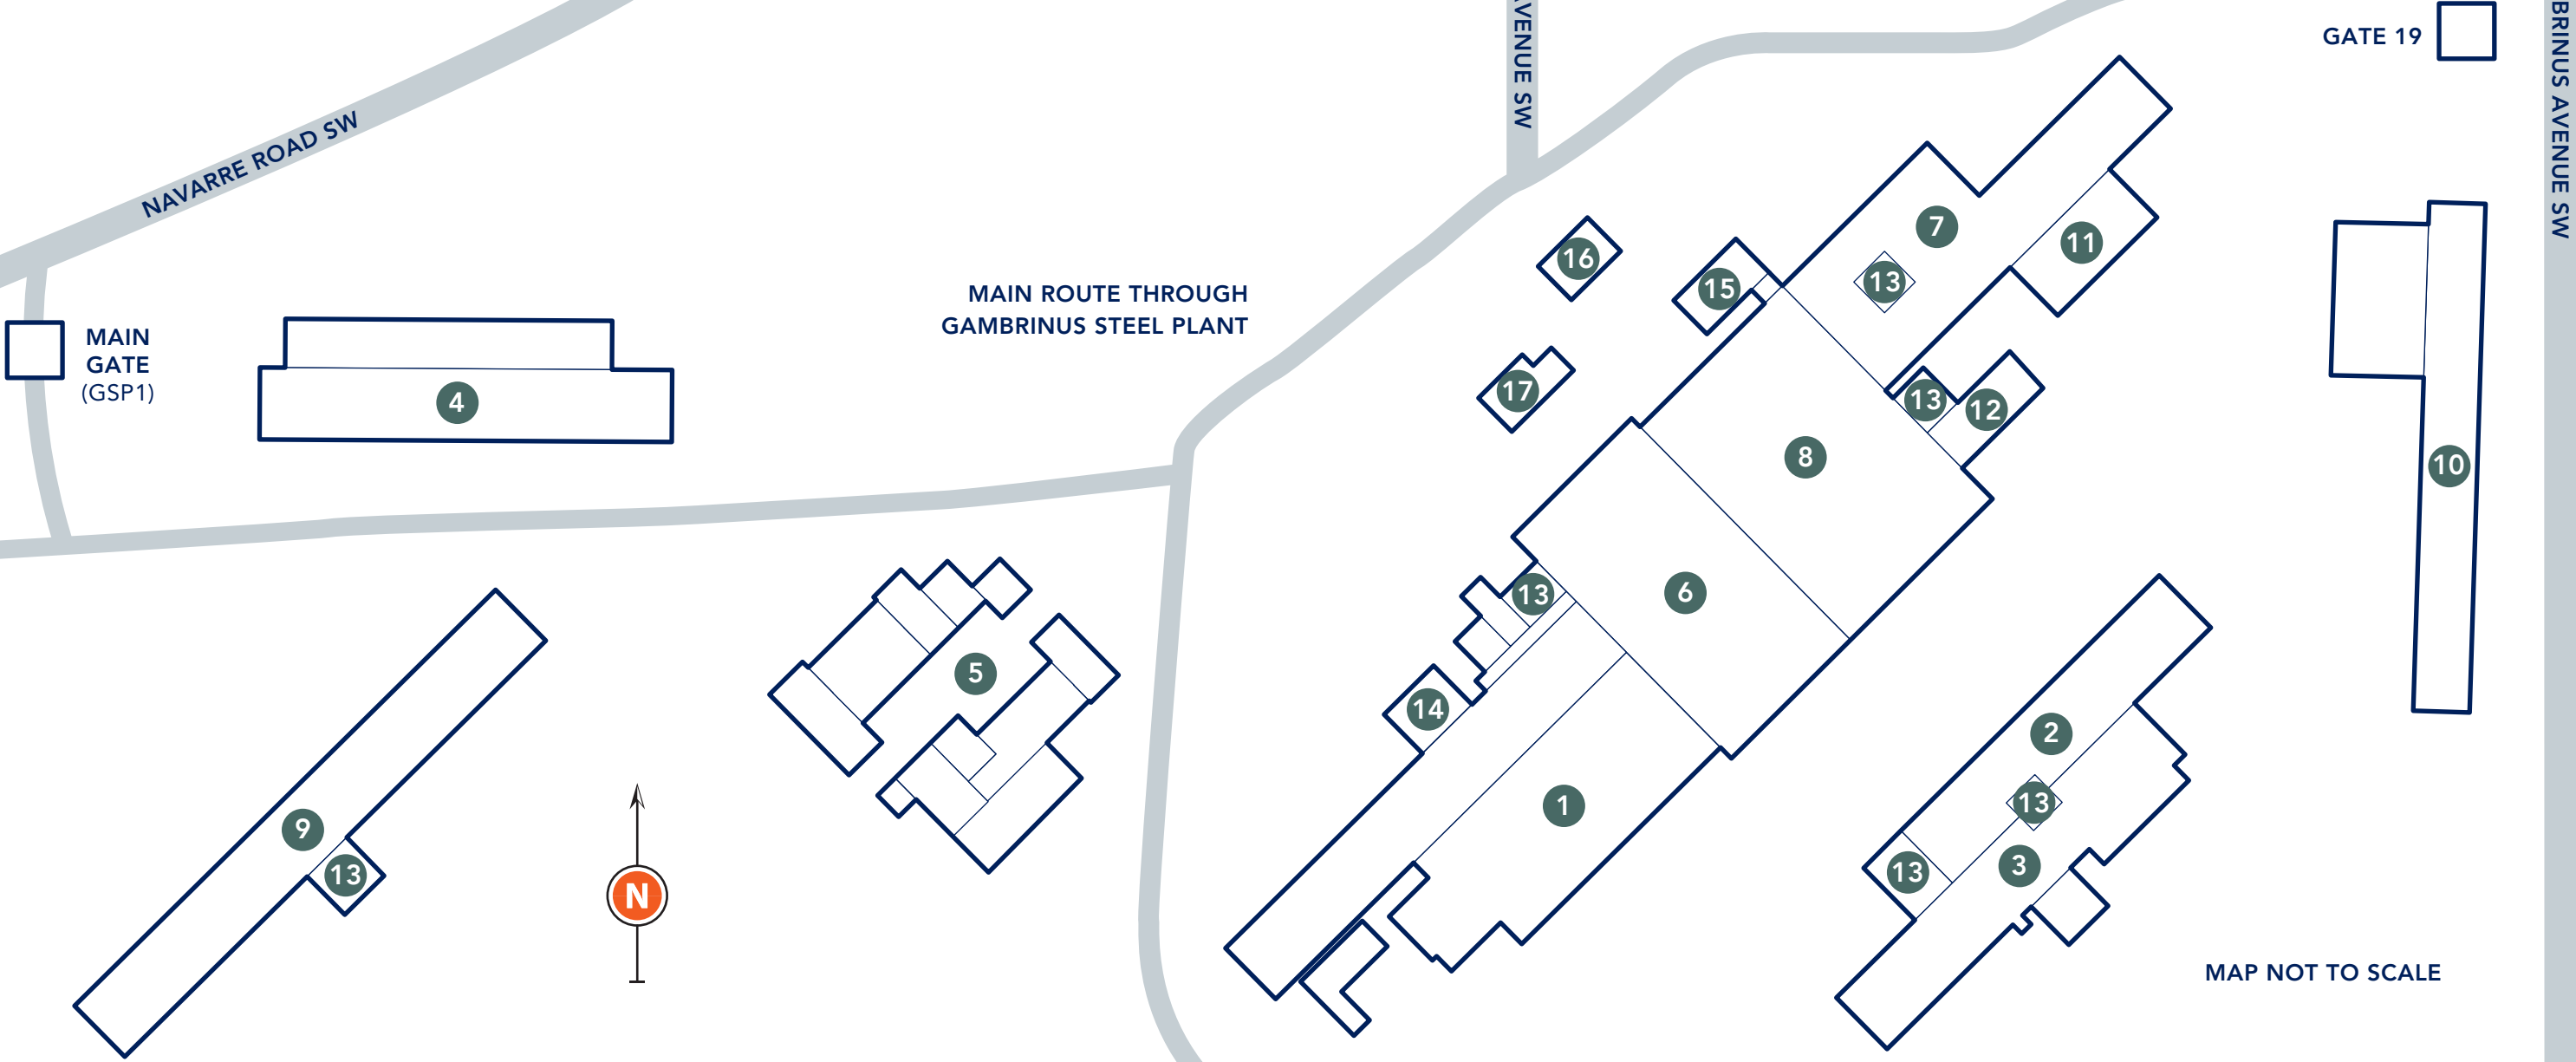 AVENUE SW
BRINUS AVENUE SW
GATE 19
NAVARRE ROAD SW
MAIN
GATE
(GSP1)
MAIN ROUTE THROUGH
GAMBRINUS STEEL PLANT
16
15
7
13
11
4
17
13
12
8
10
13
6
5
14
2
1
13
9
13
3
13
N
MAP NOT TO SCALE